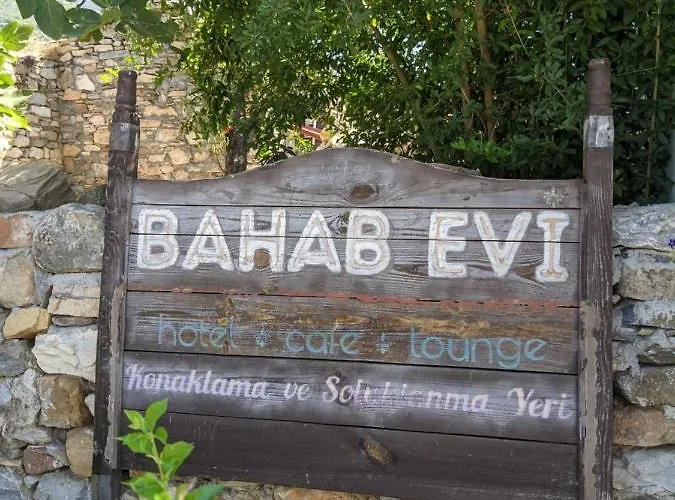 BAHAB EVİ
hotel + cafe + lounge
Konaklama ve Soluklanma Yeri